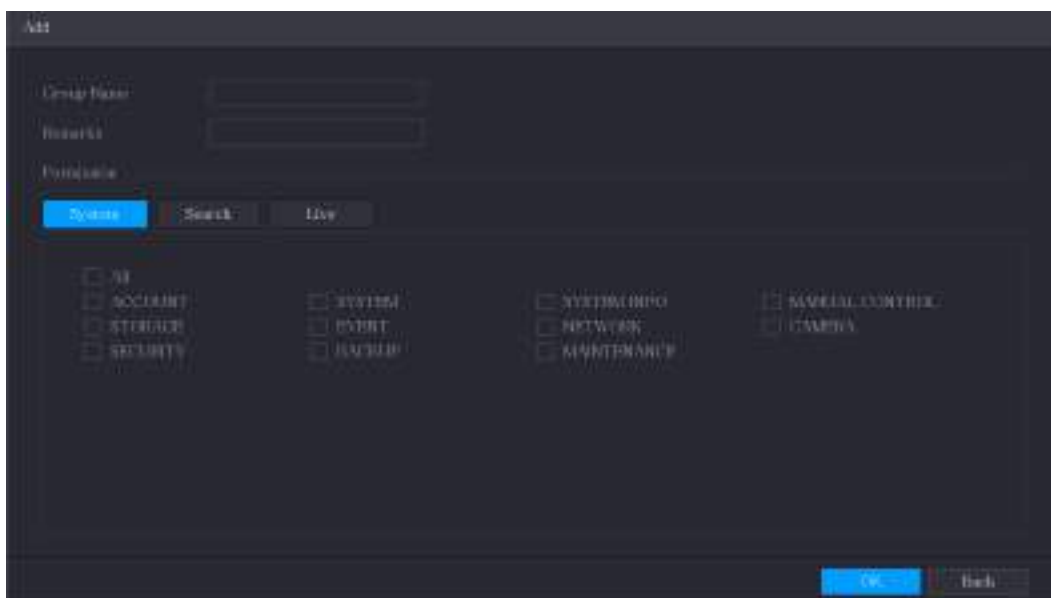 Add
Group Name
Remarks
Permission
System Search Live
All
ACCOUNT SYSTEM SYSTEM INFO MANUAL CONTROL
STORAGE EVENT NETWORK CAMERA
SECURITY BACKUP MAINTENANCE
OK Back